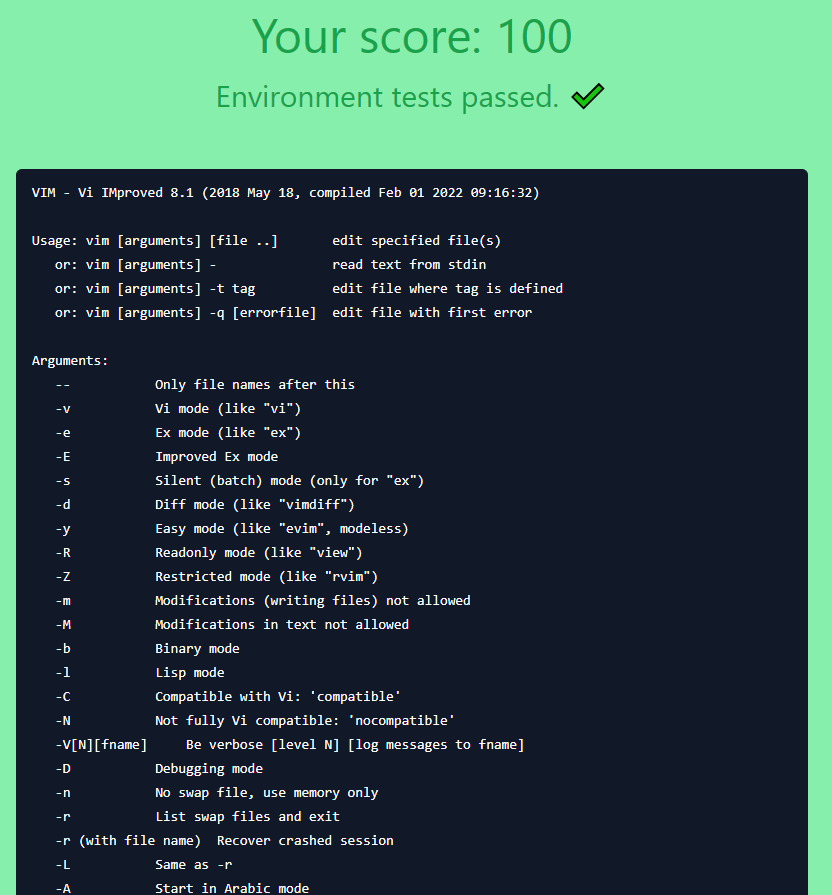 Your score: 100
Environment tests passed.
VIM - Vi IMproved 8.1 (2018 May 18, compiled Feb 01 2022 09:16:32)
Usage: vim [arguments] [file ..]       edit specified file(s)
   or: vim [arguments] -               read text from stdin
   or: vim [arguments] -t tag          edit file where tag is defined
   or: vim [arguments] -q [errorfile]  edit file with first error
Arguments:
   --           Only file names after this
   -v           Vi mode (like "vi")
   -e           Ex mode (like "ex")
   -E           Improved Ex mode
   -s           Silent (batch) mode (only for "ex")
   -d           Diff mode (like "vimdiff")
   -y           Easy mode (like "evim", modeless)
   -R           Readonly mode (like "view")
   -Z           Restricted mode (like "rvim")
   -m           Modifications (writing files) not allowed
   -M           Modifications in text not allowed
   -b           Binary mode
   -l           Lisp mode
   -C           Compatible with Vi: 'compatible'
   -N           Not fully Vi compatible: 'nocompatible'
   -V[N][fname]     Be verbose [level N] [log messages to fname]
   -D           Debugging mode
   -n           No swap file, use memory only
   -r           List swap files and exit
   -r (with file name)  Recover crashed session
   -L           Same as -r
   -A           Start in Arabic mode